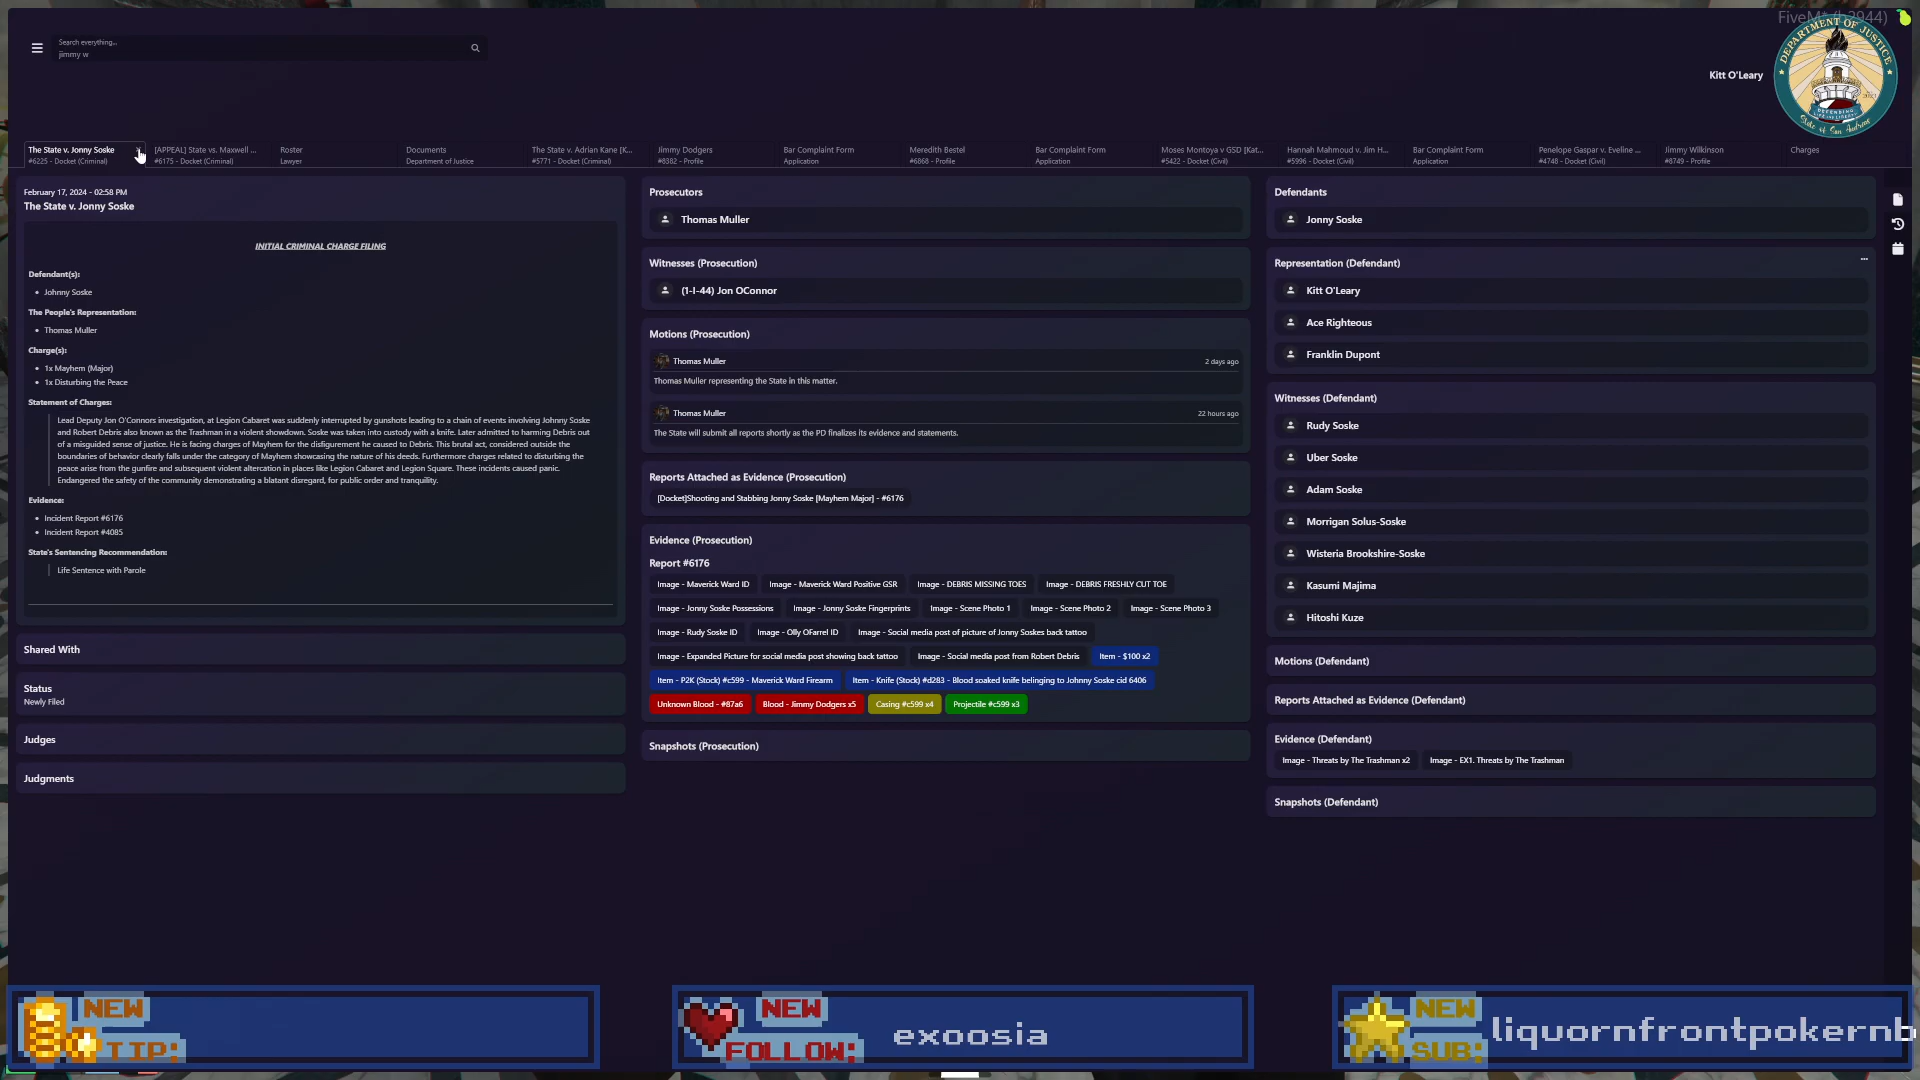 FiveM
Search everything...
jimmy w
Kitt O'Leary
DEPARTMENT OF JUSTICE
State of San Andreas
The State v. Jonny Soske
#6225 - Docket (Criminal)
[APPEAL] State vs. Maxwell ...
#6175 - Docket (Criminal)
Roster
Lawyer
Documents
Department of Justice
The State v. Adrian Kane [K...
#5771 - Docket (Criminal)
Jimmy Dodgers
#8382 - Profile
Bar Complaint Form
Application
Meredith Bestel
#6868 - Profile
Bar Complaint Form
Application
Moses Montoya v GSD [Kat...
#5422 - Docket (Civil)
Hannah Mahmoud v. Jim H...
#5996 - Docket (Civil)
Bar Complaint Form
Application
Penelope Gaspar v. Eveline ...
#4748 - Docket (Civil)
Jimmy Wilkinson
#8749 - Profile
Charges
February 17, 2024 - 02:58 PM
The State v. Jonny Soske
INITIAL CRIMINAL CHARGE FILING
Defendant(s):
• Johnny Soske
The People's Representation:
• Thomas Muller
Charge(s):
• 1x Mayhem (Major)
• 1x Disturbing the Peace
Statement of Charges:
Lead Deputy Jon O'Connors investigation, at Legion Cabaret was suddenly interrupted by gunshots leading to a chain of events involving Johnny Soske
and Robert Debris also known as the Trashman in a violent showdown. Soske was taken into custody with a knife. Later admitted to harming Debris out
of a misguided sense of justice. He is facing charges of Mayhem for the disfigurement he caused to Debris. This brutal act, considered outside the
boundaries of behavior clearly falls under the category of Mayhem showcasing the nature of his deeds. Furthermore charges related to disturbing the
peace arise from the gunfire and subsequent violent altercation in places like Legion Cabaret and Legion Square. These incidents caused panic.
Endangered the safety of the community demonstrating a blatant disregard, for public order and tranquility.
Evidence:
• Incident Report #6176
• Incident Report #4085
State's Sentencing Recommendation:
Life Sentence with Parole
Shared With
Status
Newly Filed
Judges
Judgments
Prosecutors
Thomas Muller
Witnesses (Prosecution)
(1-I-44) Jon OConnor
Motions (Prosecution)
Thomas Muller 2 days ago
Thomas Muller representing the State in this matter.
Thomas Muller 22 hours ago
The State will submit all reports shortly as the PD finalizes its evidence and statements.
Reports Attached as Evidence (Prosecution)
[Docket]Shooting and Stabbing Jonny Soske [Mayhem Major] - #6176
Evidence (Prosecution)
Report #6176
Image - Maverick Ward ID Image - Maverick Ward Positive GSR Image - DEBRIS MISSING TOES Image - DEBRIS FRESHLY CUT TOE
Image - Jonny Soske Possessions Image - Jonny Soske Fingerprints Image - Scene Photo 1 Image - Scene Photo 2 Image - Scene Photo 3
Image - Rudy Soske ID Image - Olly OFarrel ID Image - Social media post of picture of Jonny Soskes back tattoo
Image - Expanded Picture for social media post showing back tattoo Image - Social media post from Robert Debris Item - $100 x2
Item - P2K (Stock) #c599 - Maverick Ward Firearm Item - Knife (Stock) #d283 - Blood soaked knife belinging to Johnny Soske cid 6406
Unknown Blood - #87a6 Blood - Jimmy Dodgers x5 Casing #c599 x4 Projectile #c599 x3
Snapshots (Prosecution)
Defendants
Jonny Soske
Representation (Defendant)
Kitt O'Leary
Ace Righteous
Franklin Dupont
Witnesses (Defendant)
Rudy Soske
Uber Soske
Adam Soske
Morrigan Solus-Soske
Wisteria Brookshire-Soske
Kasumi Majima
Hitoshi Kuze
Motions (Defendant)
Reports Attached as Evidence (Defendant)
Evidence (Defendant)
Image - Threats by The Trashman x2 Image - EX1. Threats by The Trashman
Snapshots (Defendant)
NEW
TIP:
NEW
FOLLOW:
exoosia
NEW
SUB:
liquornfrontpokernb